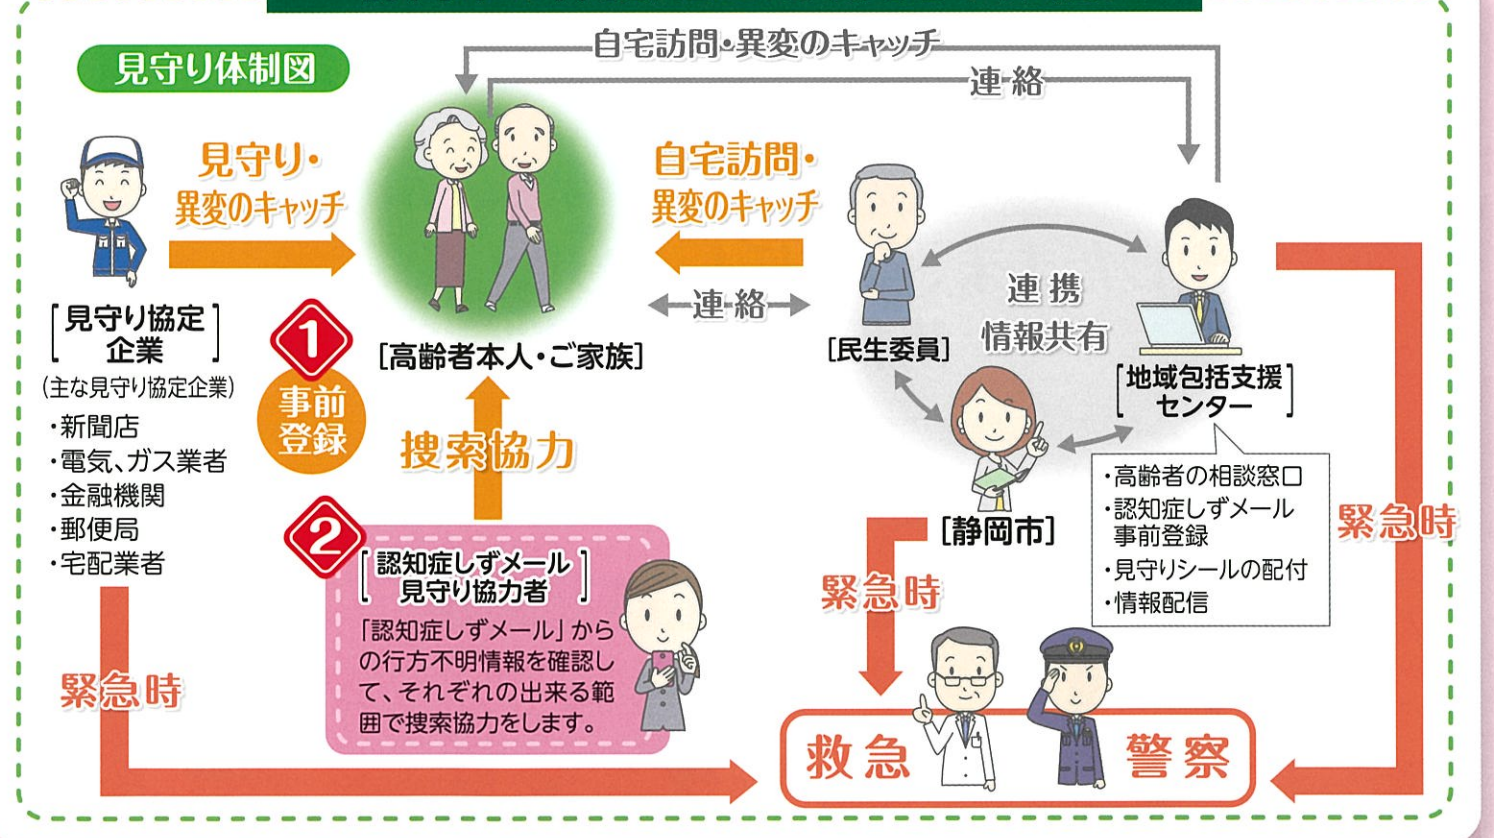 見守り体制図
自宅訪問・異変のキャッチ
連絡
見守り・
異変のキャッチ
自宅訪問・
異変のキャッチ
連絡
[見守り協定
企業]
(主な見守り協定企業)
・新聞店
・電気、ガス業者
・金融機関
・郵便局
・宅配業者
1
事前
登録
[高齢者本人・ご家族]
捜索協力
[民生委員]
連携
情報共有
[地域包括支援
センター]
・高齢者の相談窓口
・認知症しずメール
事前登録
・見守りシールの配付
・情報配信
[静岡市]
2
[認知症しずメール
見守り協力者]
「認知症しずメール」から
の行方不明情報を確認し
て、それぞれの出来る範
囲で捜索協力をします。
緊急時
緊急時
緊急時
救急
警察